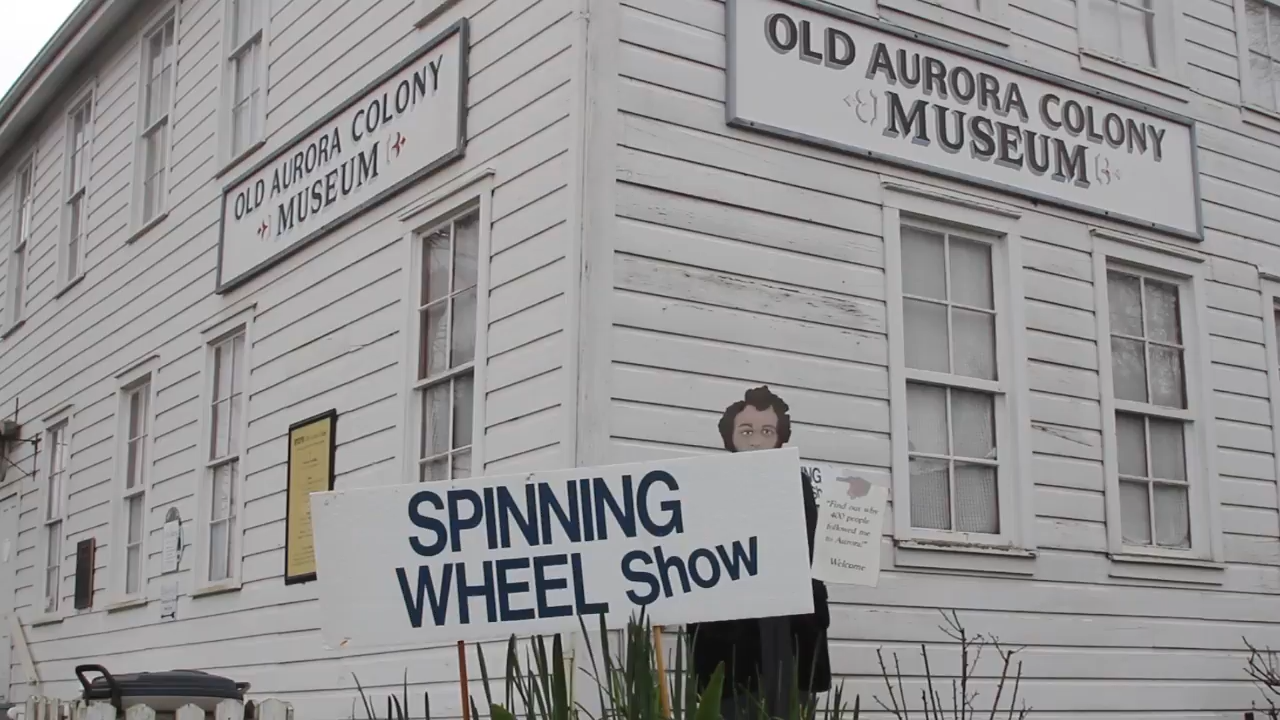 OLD AURORA COLONY
MUSEUM
OLD AURORA COLONY
MUSEUM
SPINNING
WHEEL Show
"Find out why
400 people
followed me
to Aurora"
Welcome